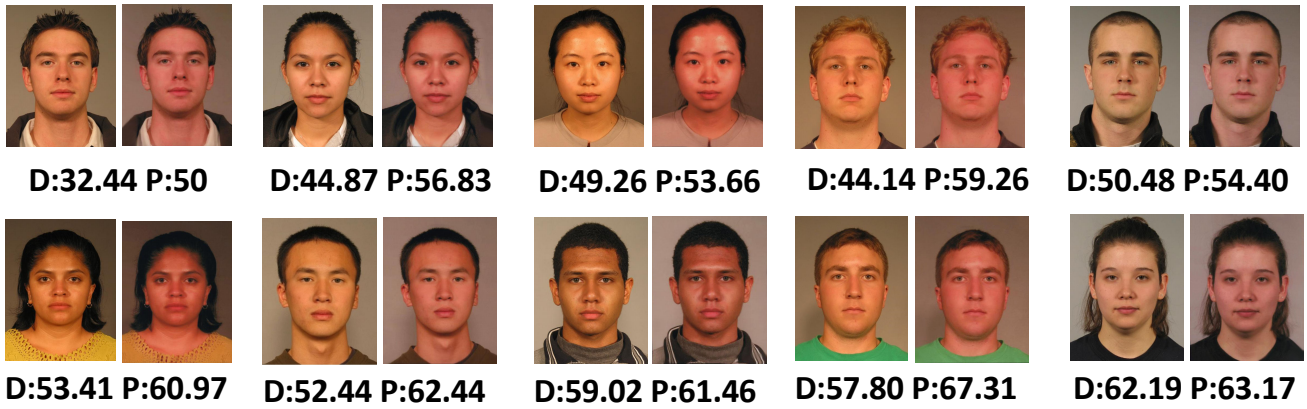 D:32.44 P:50
D:44.87 P:56.83
D:49.26 P:53.66
D:44.14 P:59.26
D:50.48 P:54.40
D:53.41 P:60.97
D:52.44 P:62.44
D:59.02 P:61.46
D:57.80 P:67.31
D:62.19 P:63.17